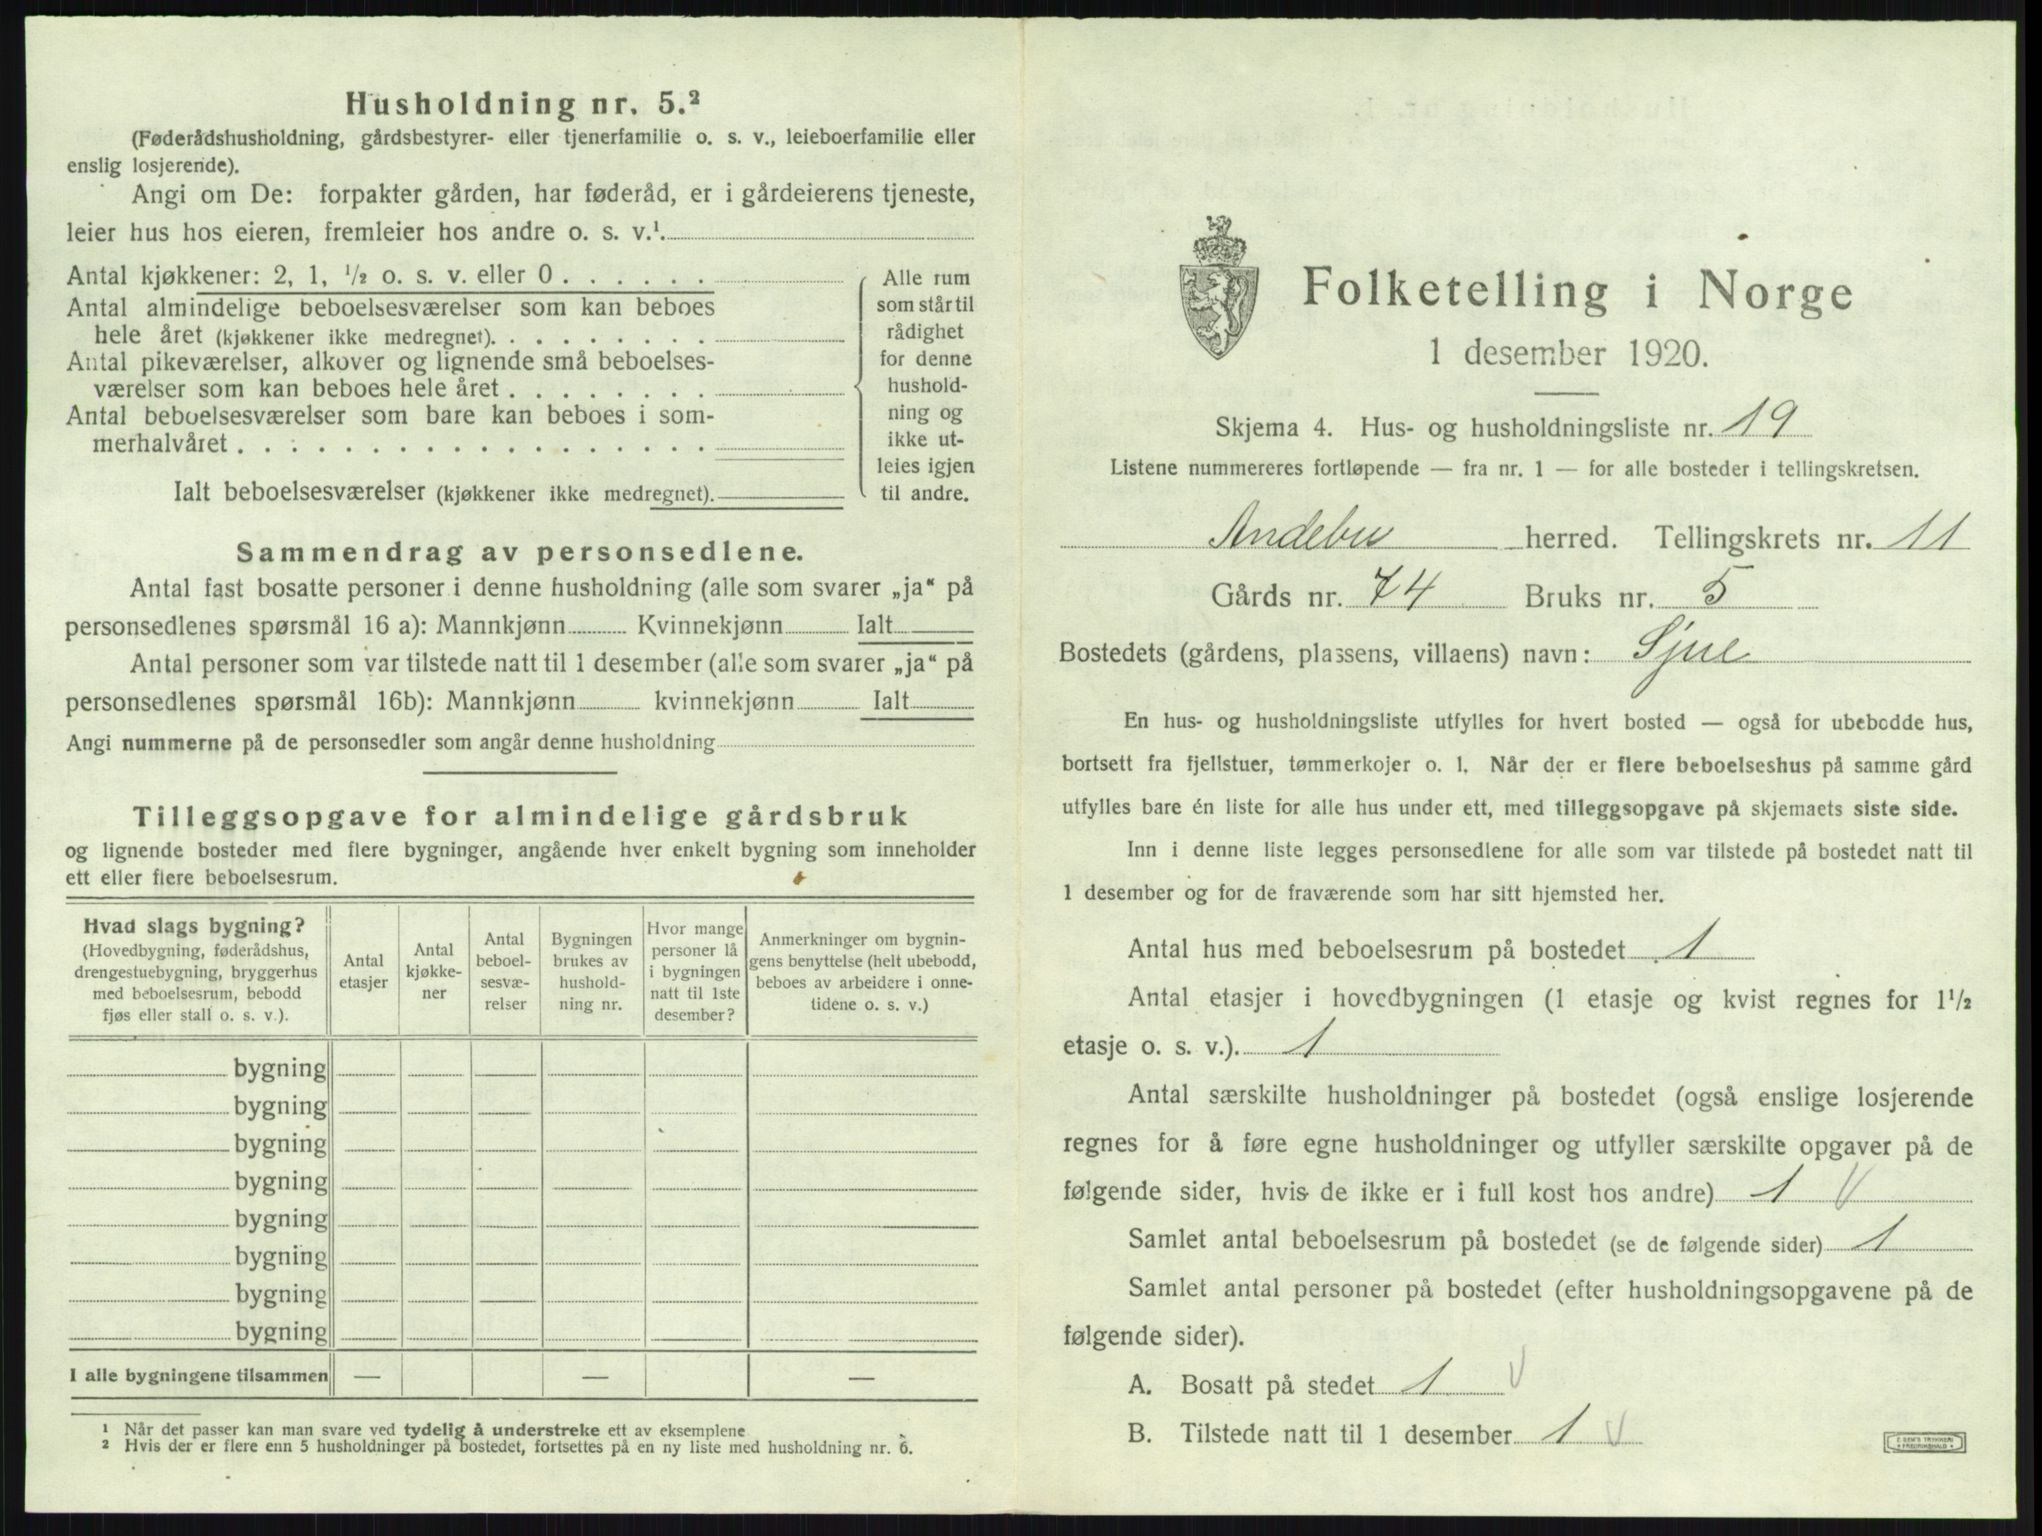 Husholdning nr. 5.²
(Føderådshusholdning, gårdsbestyrer- eller tjenerfamilie o. s. v., leieboerfamilie eller
enslig losjerende).
Angi om De: forpakter gården, har føderåd, er i gårdeierens tjeneste,
leier hus hos eieren, fremleier hos andre o. s. v.¹
Antal kjøkkener: 2, 1, ½ o. s. v. eller 0
Antal almindelige beboelsesværelser som kan beboes
hele året (kjøkkener ikke medregnet).
Antal pikeværelser, alkover og lignende små beboelses-
værelser som kan beboes hele året
Antal beboelsesværelser som bare kan beboes i som-
merhalvåret
Ialt beboelsesværelser (kjøkkener ikke medregnet).
Alle rum
som står til
rådighet
for denne
hushold-
ning og
ikke ut-
leies igjen
til andre.
Sammendrag av personsedlene.
Antal fast bosatte personer i denne husholdning (alle som svarer „ja“ på
personsedlenes spørsmål 16 a): Mannkjønn Kvinnekjønn Ialt
Antal personer som var tilstede natt til 1 desember (alle som svarer „ja“ på
personsedlenes spørsmål 16b): Mannkjønn kvinnekjønn Ialt
Angi nummerne på de personsedler som angår denne husholdning
Tilleggsopgave for almindelige gårdsbruk
og lignende bosteder med flere bygninger, angående hver enkelt bygning som inneholder
ett eller flere beboelsesrum.
Hvad slags bygning?
(Hovedbygning, føderådshus,
drengestuebygning, bryggerhus
med beboelsesrum, bebodd
fjøs eller stall o. s. v.).
Antal
etasjer
Antal
kjøkke-
ner
Antal
beboel-
sesvæ-
relser
Bygningen
brukes av
hushold-
ning nr.
Hvor mange
personer lå
i bygningen
natt til 1ste
desember?
Anmerkninger om bygnin-
gens benyttelse (helt ubebodd,
beboes av arbeidere i onne-
tidene o. s. v.)
bygning
bygning
bygning
bygning
bygning
bygning
bygning
bygning
I alle bygningene tilsammen — — —
¹ Når det passer kan man svare ved tydelig å understreke ett av eksemplene
² Hvis der er flere enn 5 husholdninger på bostedet, fortsettes på en ny liste med husholdning nr. 6.
Folketelling i Norge
1 desember 1920.
Skjema 4. Hus- og husholdningsliste nr. 19
Listene nummereres fortløpende — fra nr. 1 — for alle bosteder i tellingskretsen.
Andebu herred. Tellingskrets nr. 11
Gårds nr. 74 Bruks nr. 5
Bostedets (gårdens, plassens, villaens) navn: Sjue
En hus- og husholdningsliste utfylles for hvert bosted — også for ubebodde hus,
bortsett fra fjellstuer, tømmerkojer o. l. Når der er flere beboelseshus på samme gård
utfylles bare én liste for alle hus under ett, med tilleggsopgave på skjemaets siste side.
Inn i denne liste legges personsedlene for alle som var tilstede på bostedet natt til
1 desember og for de fraværende som har sitt hjemsted her.
Antal hus med beboelsesrum på bostedet 1
Antal etasjer i hovedbygningen (1 etasje og kvist regnes for 1½
etasje o. s. v.). 1
Antal særskilte husholdninger på bostedet (også enslige losjerende
regnes for å føre egne husholdninger og utfyller særskilte opgaver på de
følgende sider, hvis de ikke er i full kost hos andre) 1 V
Samlet antal beboelsesrum på bostedet (se de følgende sider) 1
Samlet antal personer på bostedet (efter husholdningsopgavene på de
følgende sider).
A. Bosatt på stedet 1 V
B. Tilstede natt til 1 desember 1 V
E. SEM'S TRYKKERI
FREDRIKSHALD